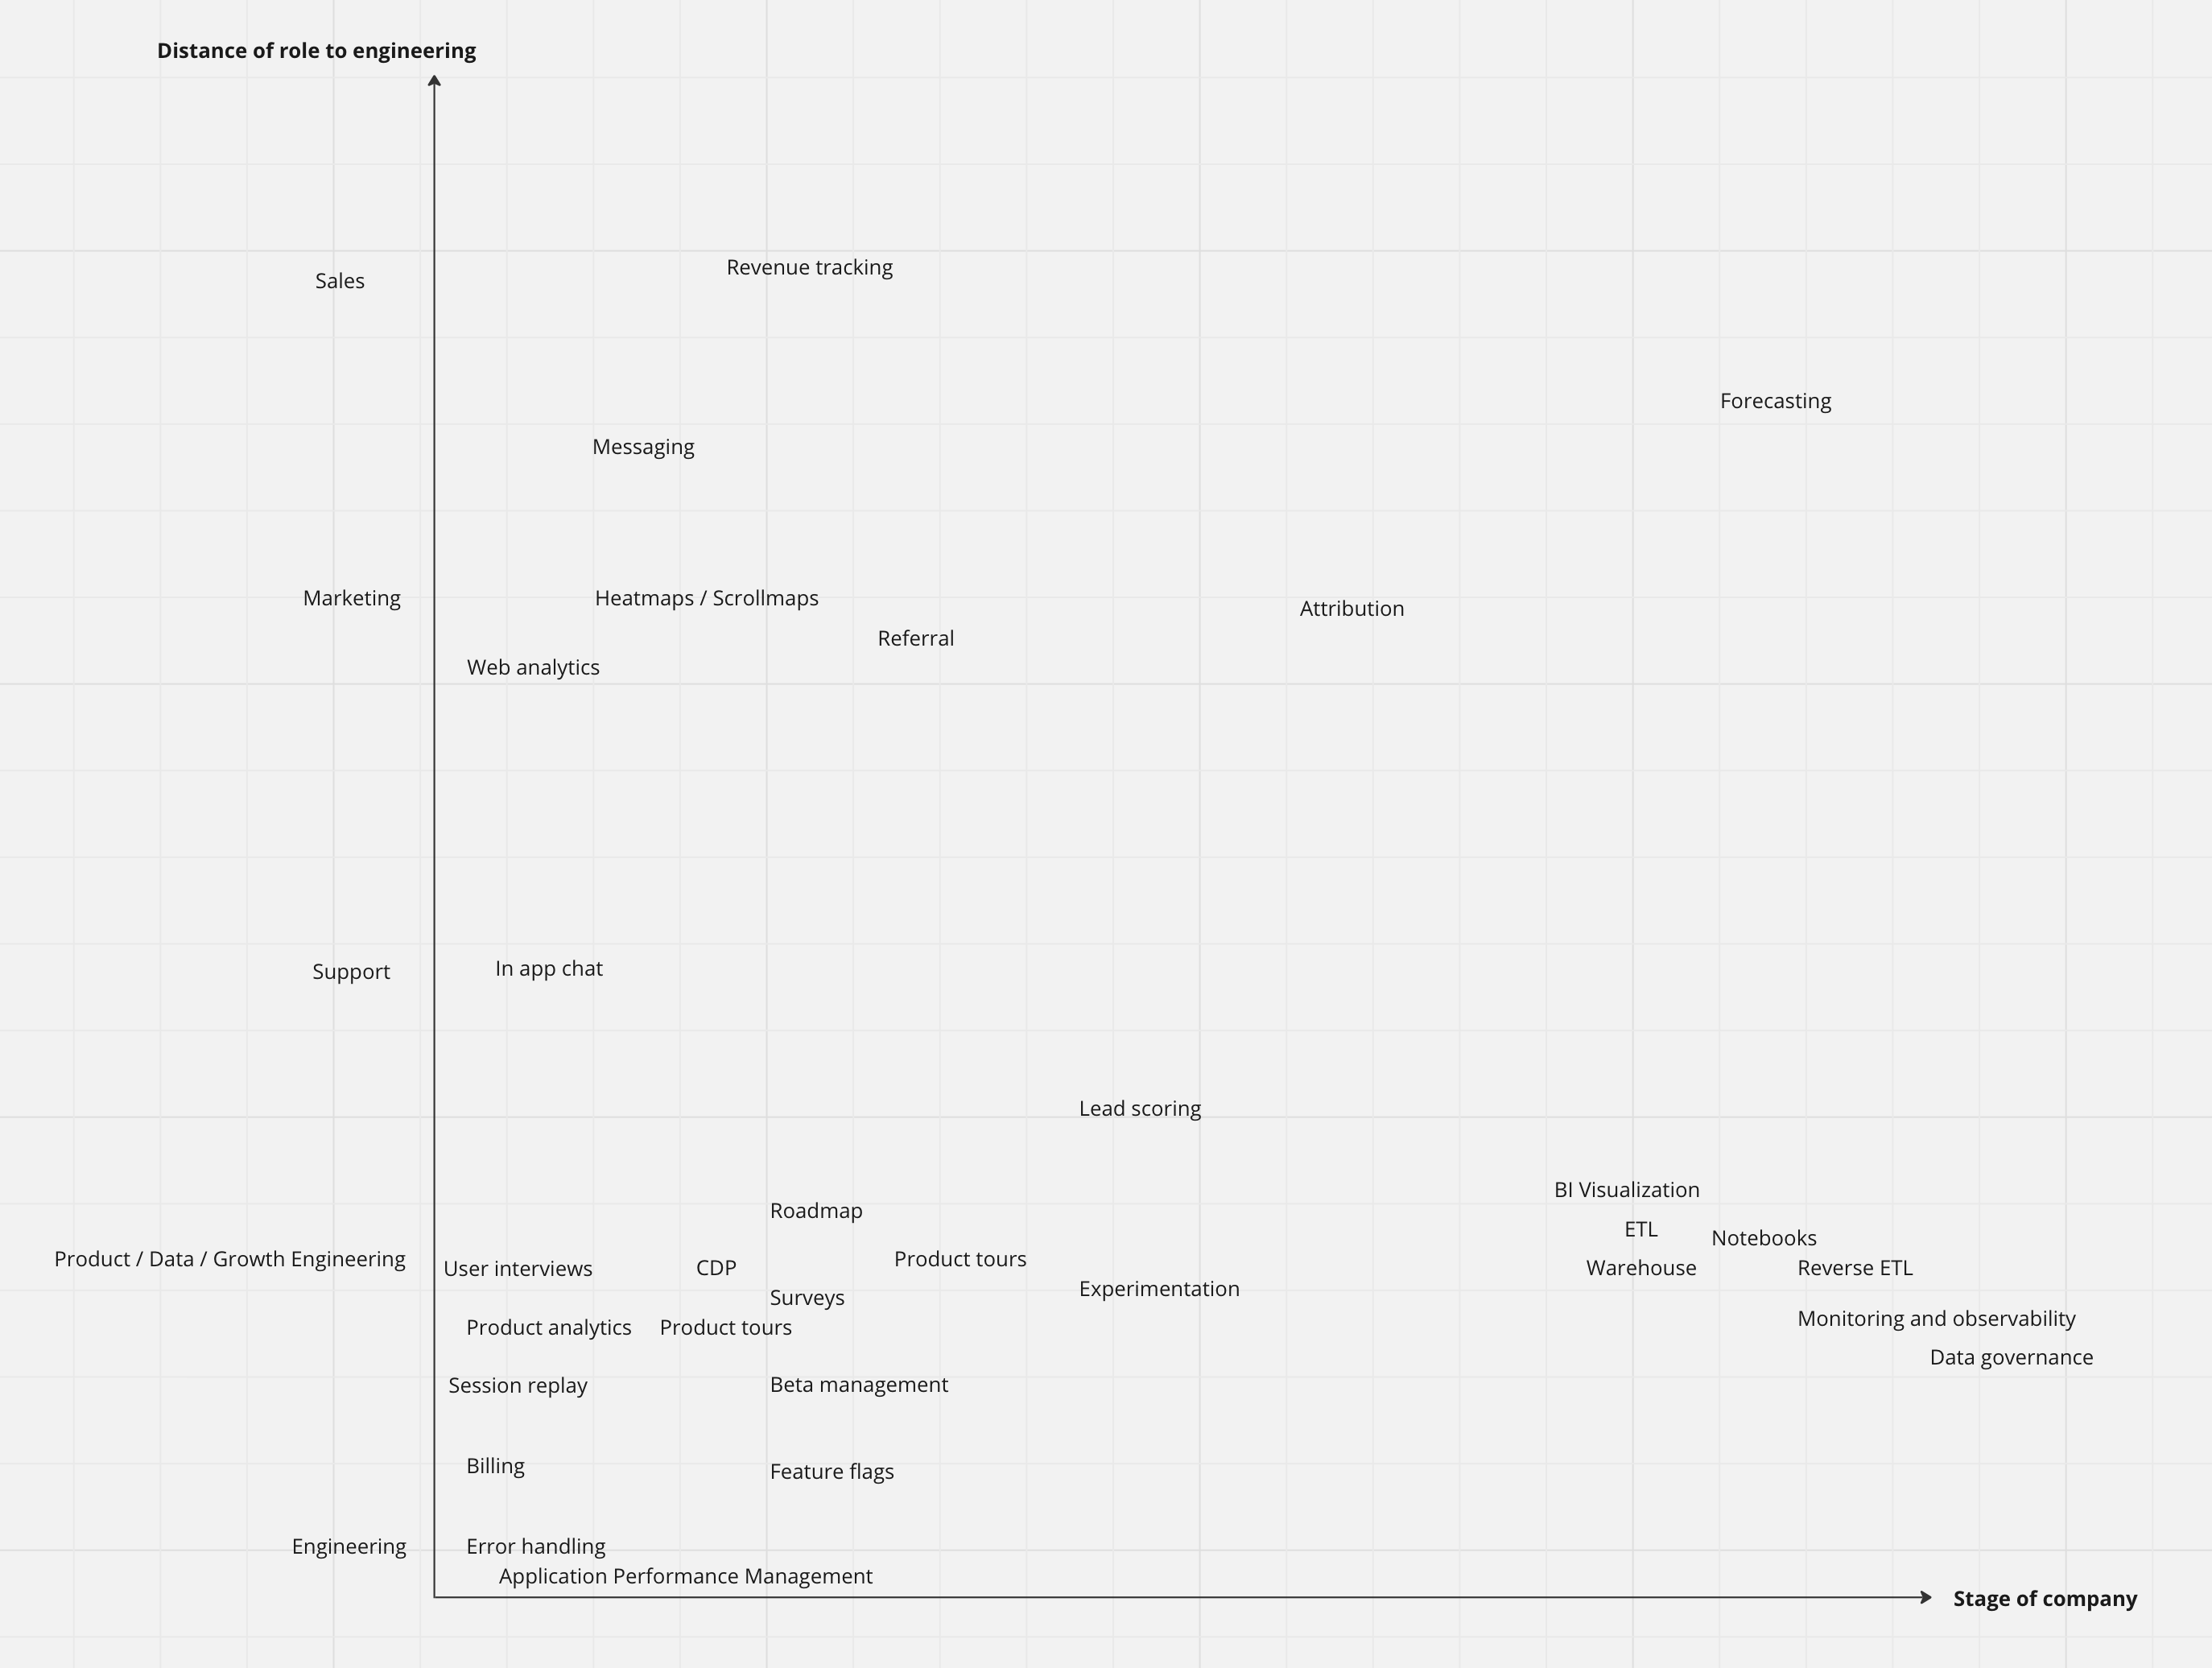 Distance of role to engineering
Revenue tracking
Sales
Forecasting
Messaging
Marketing
Heatmaps / Scrollmaps
Attribution
Referral
Web analytics
Support
In app chat
Lead scoring
BI Visualization
Roadmap
ETL
Notebooks
Product / Data / Growth Engineering
Product tours
User interviews
CDP
Warehouse
Reverse ETL
Experimentation
Surveys
Monitoring and observability
Product analytics
Product tours
Data governance
Session replay
Beta management
Billing
Feature flags
Engineering
Error handling
Application Performance Management
Stage of company